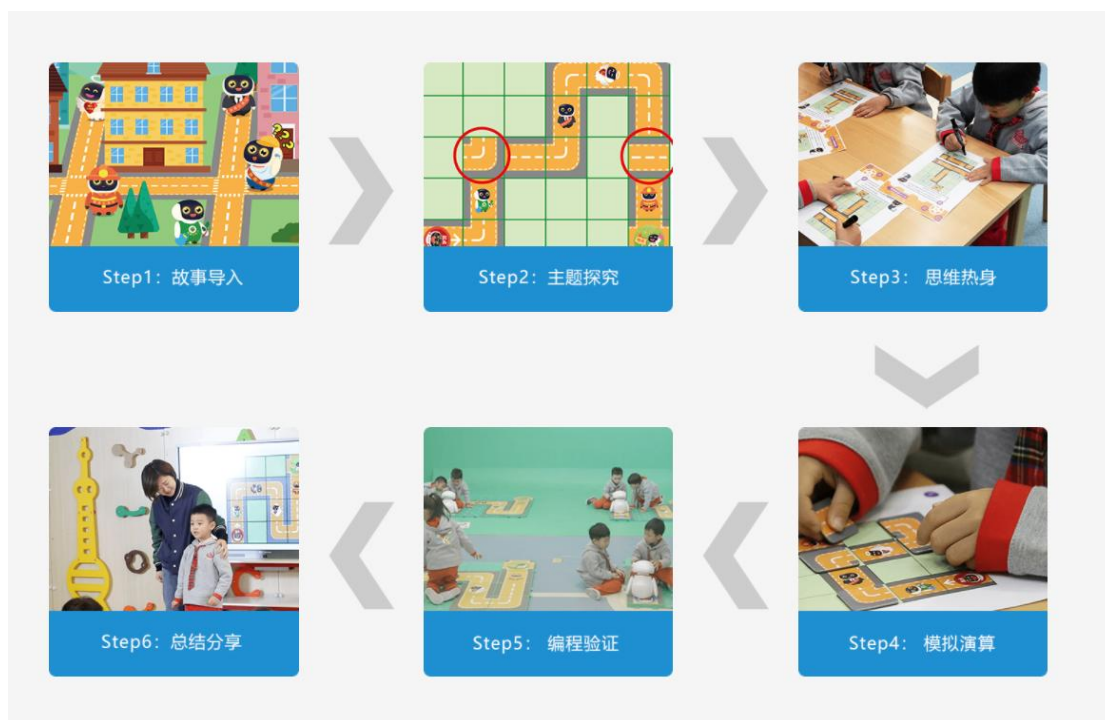 Step1：故事导入
Step2：主题探究
Step3： 思维热身
Step4： 模拟演算
Step5： 编程验证
Step6：总结分享